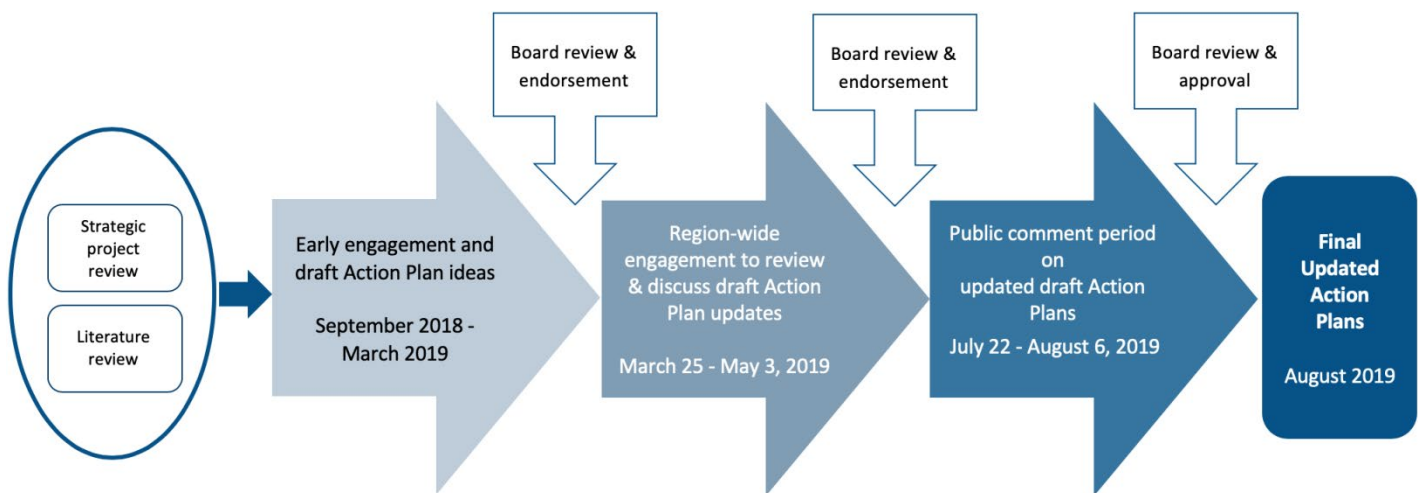 Board review &
endorsement
Board review &
endorsement
Board review &
approval
Strategic
project
review
Literature
review
Early engagement and
draft Action Plan ideas
September 2018 -
March 2019
Region-wide
engagement to review
& discuss draft Action
Plan updates
March 25 - May 3, 2019
Public comment period
on
updated draft Action
Plans
July 22 - August 6, 2019
Final
Updated
Action
Plans
August 2019